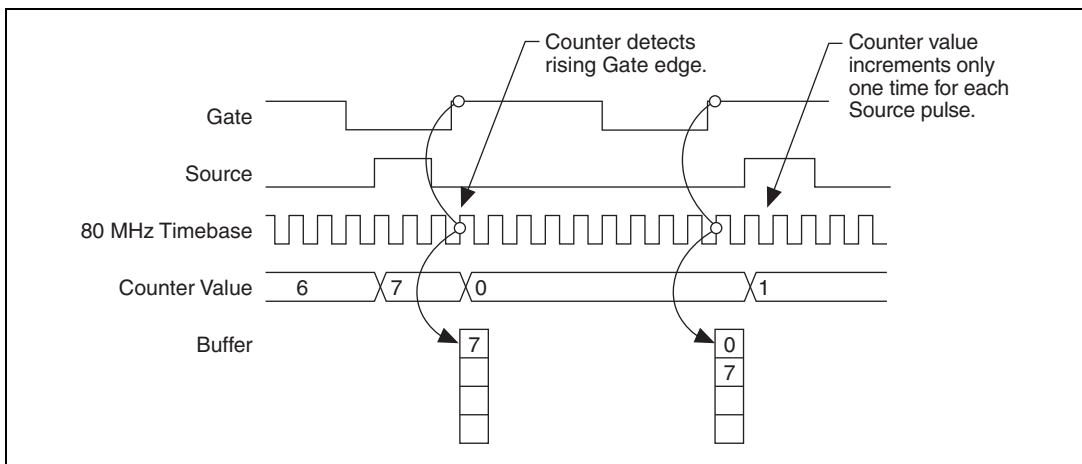 Counter detects
rising Gate edge.
Counter value
increments only
one time for each
Source pulse.
Gate
Source
80 MHz Timebase
Counter Value
6
7
0
1
Buffer
7
0
7